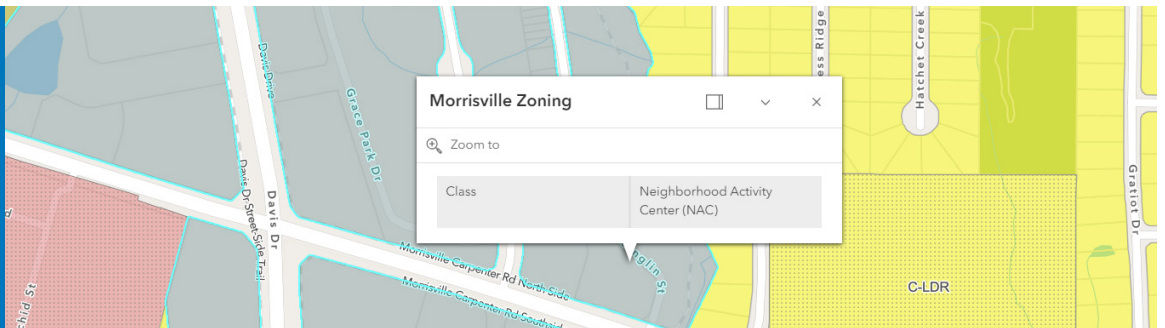 Davis Drive
Grace Park Dr
Hatchet Creek
Morrisville Zoning
Zoom to
Class
Neighborhood Activity
Center (NAC)
Davis Dr Street-Side Trail
Davis Dr
Gratiot Dr
Morrisville Carpenter Rd North Side
Morrisville Carpenter Rd
C-LDR